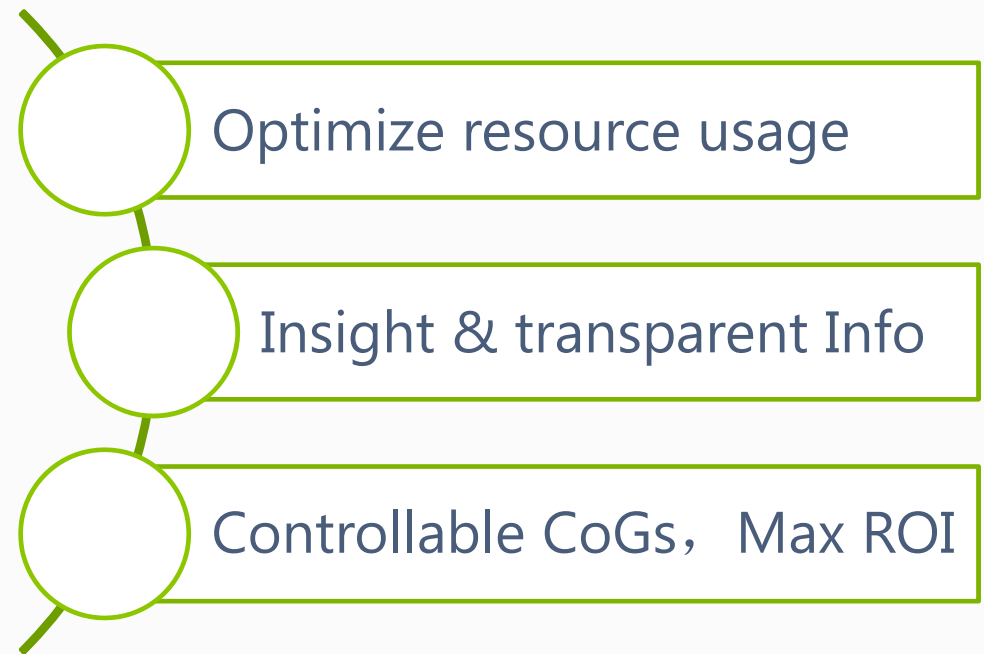 Optimize resource usage
Insight & transparent Info
Controllable CoGs， Max ROI